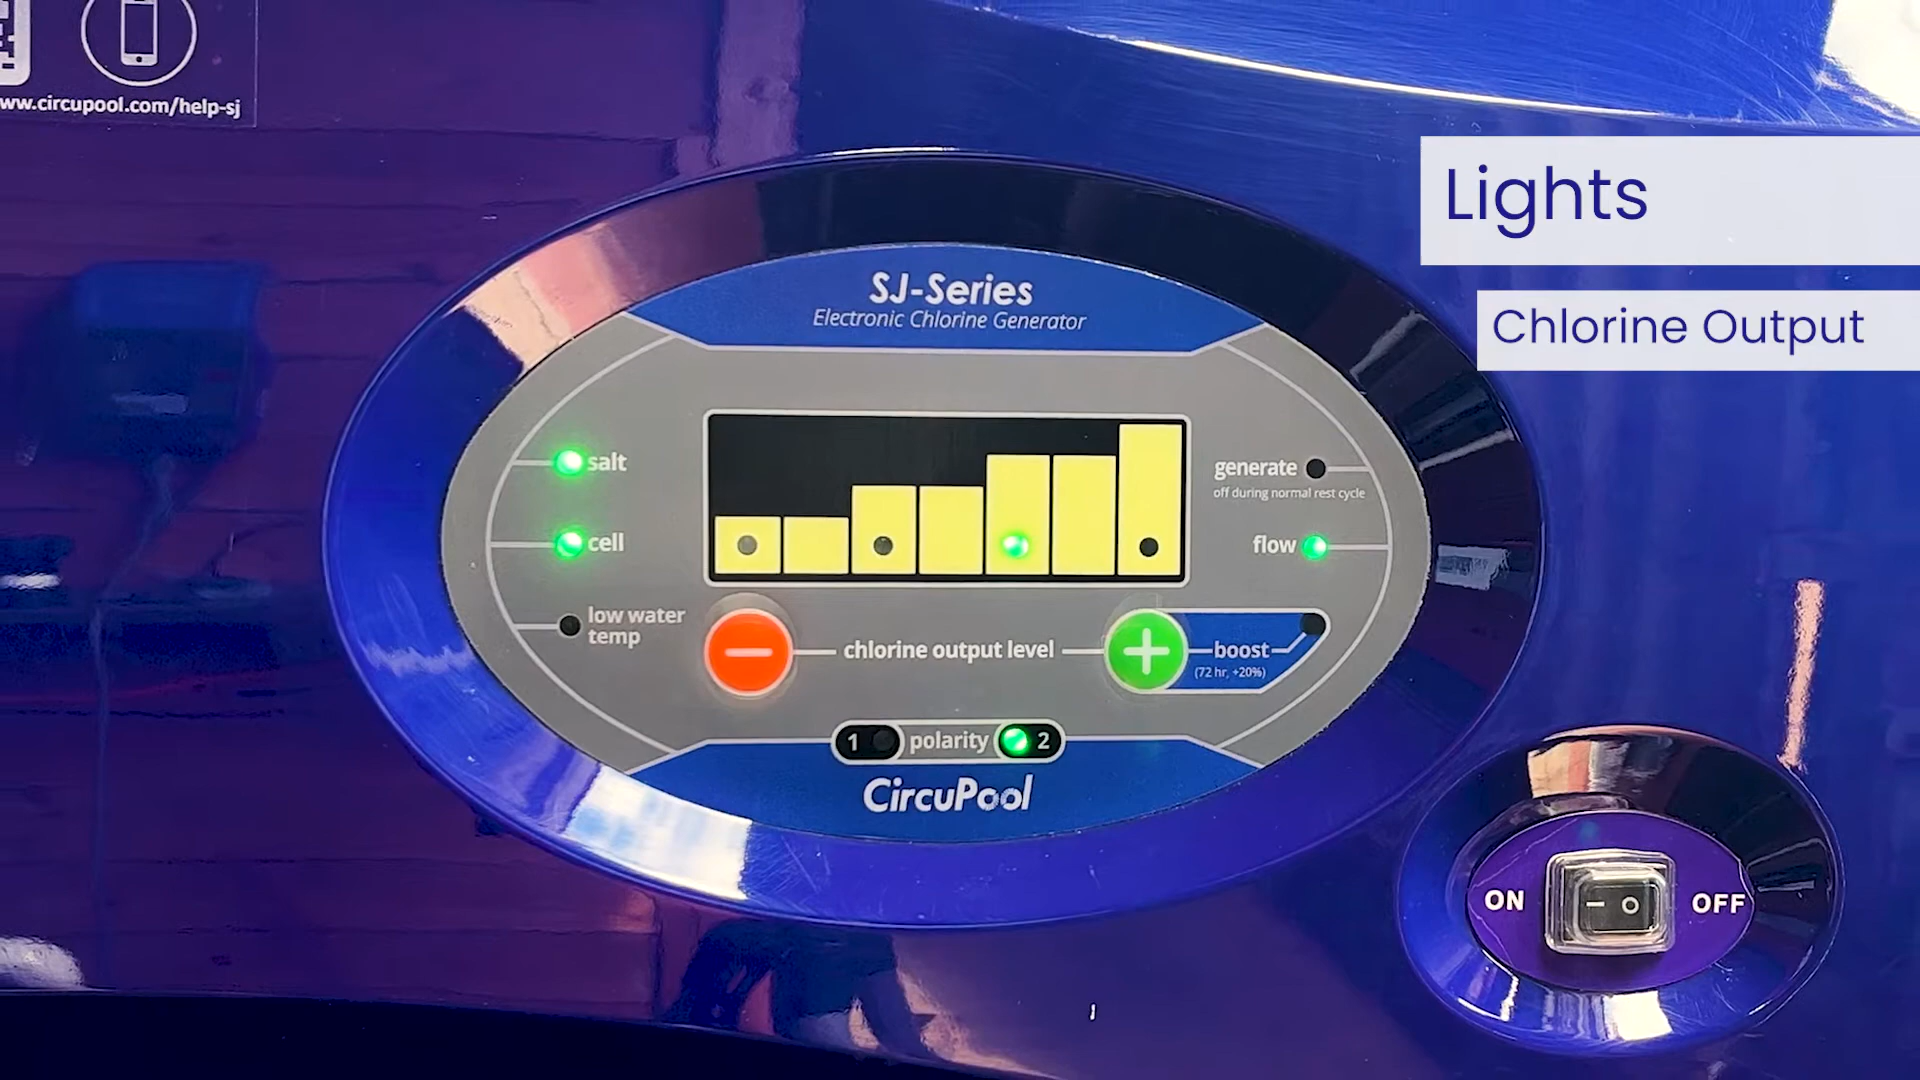 ww.circupool.com/help-sj
Lights
Chlorine Output
SJ-Series
Electronic Chlorine Generator
salt
cell
low water
temp
generate
off during normal rest cycle
flow
chlorine output level
boost
(72 hr, +20%)
1 polarity 2
CircuPool
ON
OFF